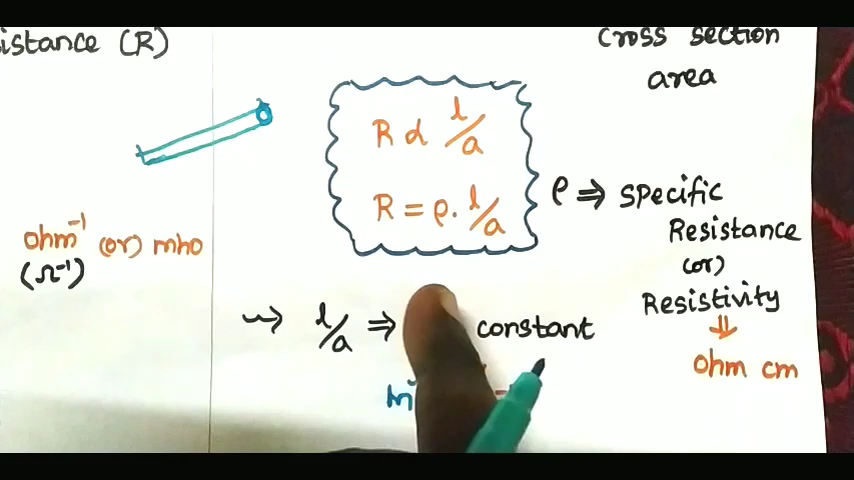 istance (R)
cross section
area
R ∝ l/a
R = ρ. l/a
ρ ⇒ specific
Resistance
(or)
Resistivity
⇓
ohm cm
ohm⁻¹ (or) mho
(Ω⁻¹)
⇝ l/a ⇒ constant